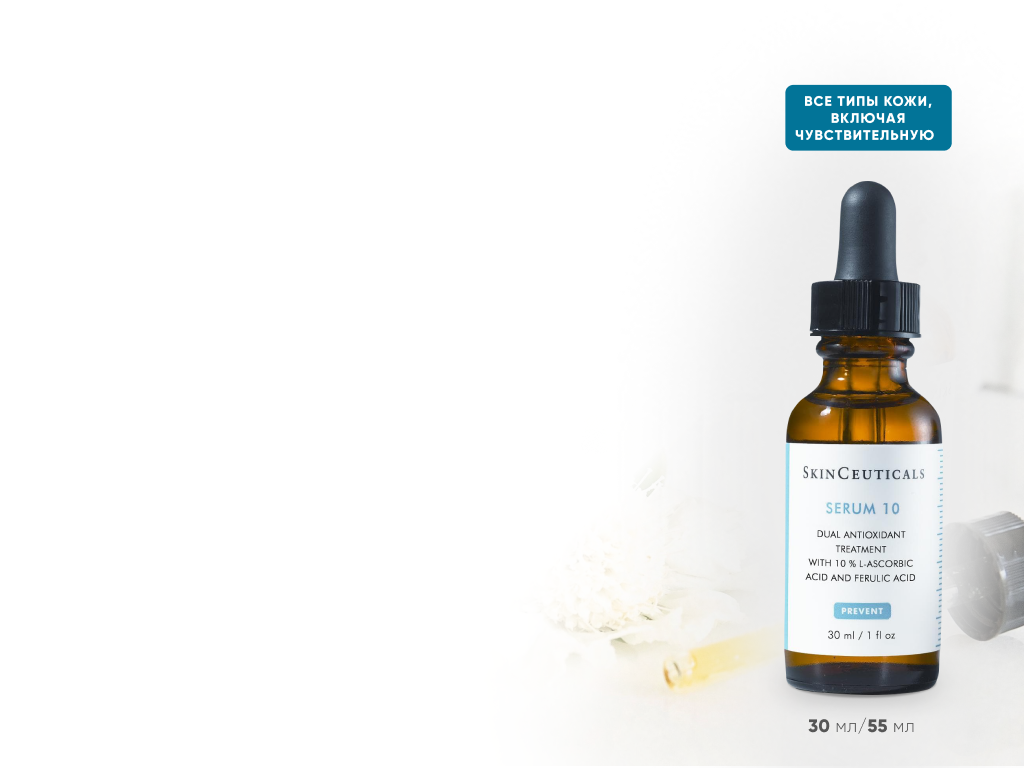 ВСЕ ТИПЫ КОЖИ,
ВКЛЮЧАЯ
ЧУВСТВИТЕЛЬНУЮ
SKINCEUTICALS
SERUM 10
DUAL ANTIOXIDANT
TREATMENT
WITH 10 % L-ASCORBIC
ACID AND FERULIC ACID
PREVENT
30 ml / 1 fl oz
30 мл/55 мл